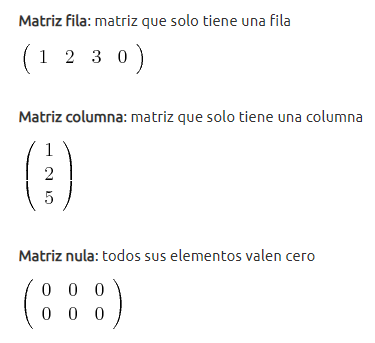 Matriz fila: matriz que solo tiene una fila
( 1 2 3 0 )
Matriz columna: matriz que solo tiene una columna
1
2
5
Matriz nula: todos sus elementos valen cero
0 0 0
0 0 0